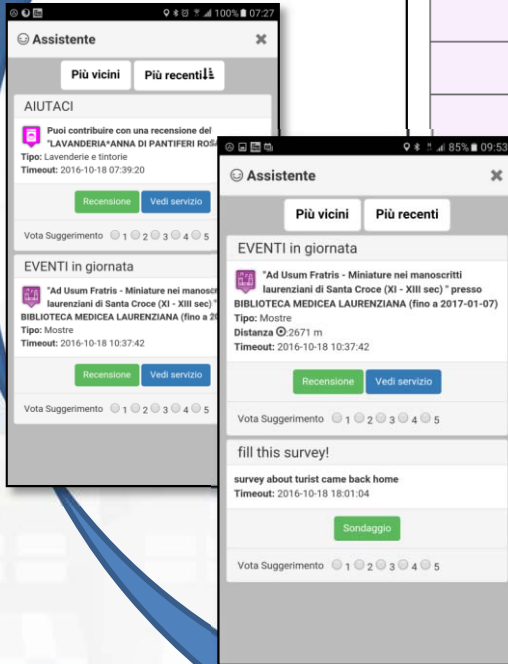 100% 07:27
Assistente
Più vicini Più recenti
AIUTACI
Puoi contribuire con una recensione del
"LAVANDERIA*ANNA DI PANTIFERI
Tipo: Lavenderie e tintorie
Timeout: 2016-10-18 07:39:20
Recensione Vedi servizio
Vota Suggerimento 1 2 3 4 5
EVENTI in giornata
"Ad Usum Fratris - Miniature nei
laurenziani di Santa Croce (XI - XIII sec) "
BIBLIOTECA MEDICEA LAURENZIANA (fino a
Tipo: Mostre
Timeout: 2016-10-18 10:37:42
Recensione Vedi servizio
Vota Suggerimento 1 2 3 4 5
85% 09:53
Assistente
Più vicini Più recenti
EVENTI in giornata
"Ad Usum Fratris - Miniature nei manoscritti
laurenziani di Santa Croce (XI - XIII sec) " presso
BIBLIOTECA MEDICEA LAURENZIANA (fino a 2017-01-07)
Tipo: Mostre
Distanza :2671 m
Timeout: 2016-10-18 10:37:42
Recensione Vedi servizio
Vota Suggerimento 1 2 3 4 5
fill this survey!
survey about turist came back home
Timeout: 2016-10-18 18:01:04
Sondaggio
Vota Suggerimento 1 2 3 4 5